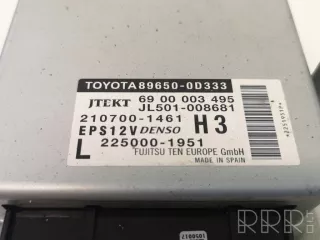 TOYOTA 89650-0D333
JTEKT 69 00 003 495
JL501-008681
210700-1461 H3
EPS12V DENSO
L 225000-1951
FUJITSU TEN EUROPE GmbH
MADE IN SPAIN
RRR